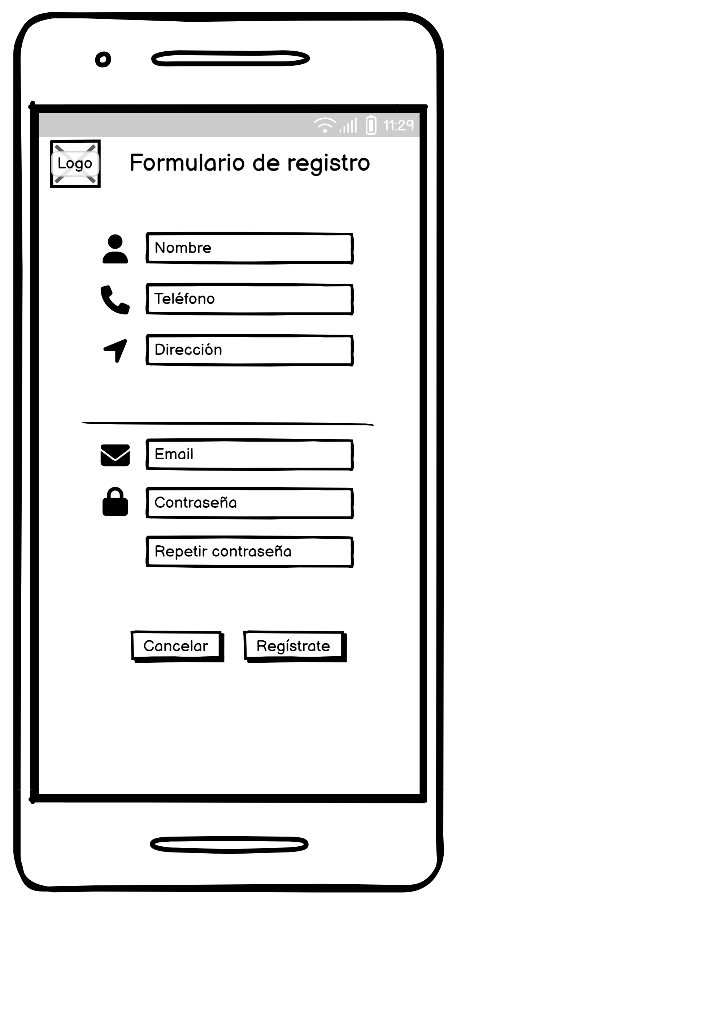 11:29
Logo
Formulario de registro
Nombre
Teléfono
Dirección
Email
Contraseña
Repetir contraseña
Cancelar
Regístrate